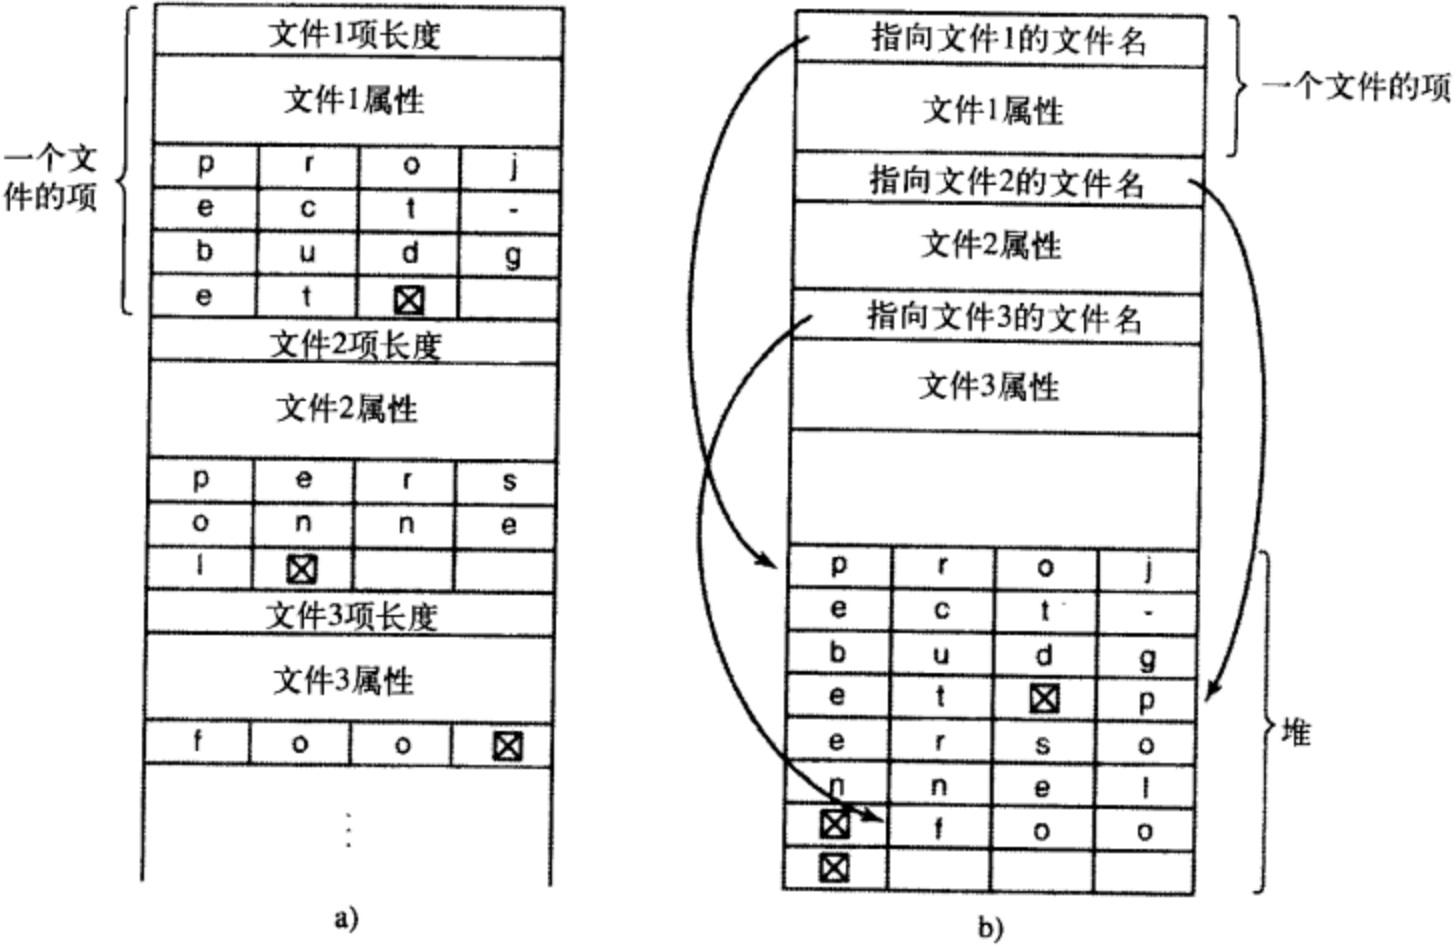 文件1项长度
文件1属性
一个文
件的项
p r o j
e c t -
b u d g
e t ☒
文件2项长度
文件2属性
p e r s
o n n e
l ☒
文件3项长度
文件3属性
f o o ☒
⋮
a)
指向文件1的文件名
一个文件的项
文件1属性
指向文件2的文件名
文件2属性
指向文件3的文件名
文件3属性
p r o j
e c t -
b u d g
e t ☒ p
e r s o
n n e l
☒ f o o
☒
堆
b)